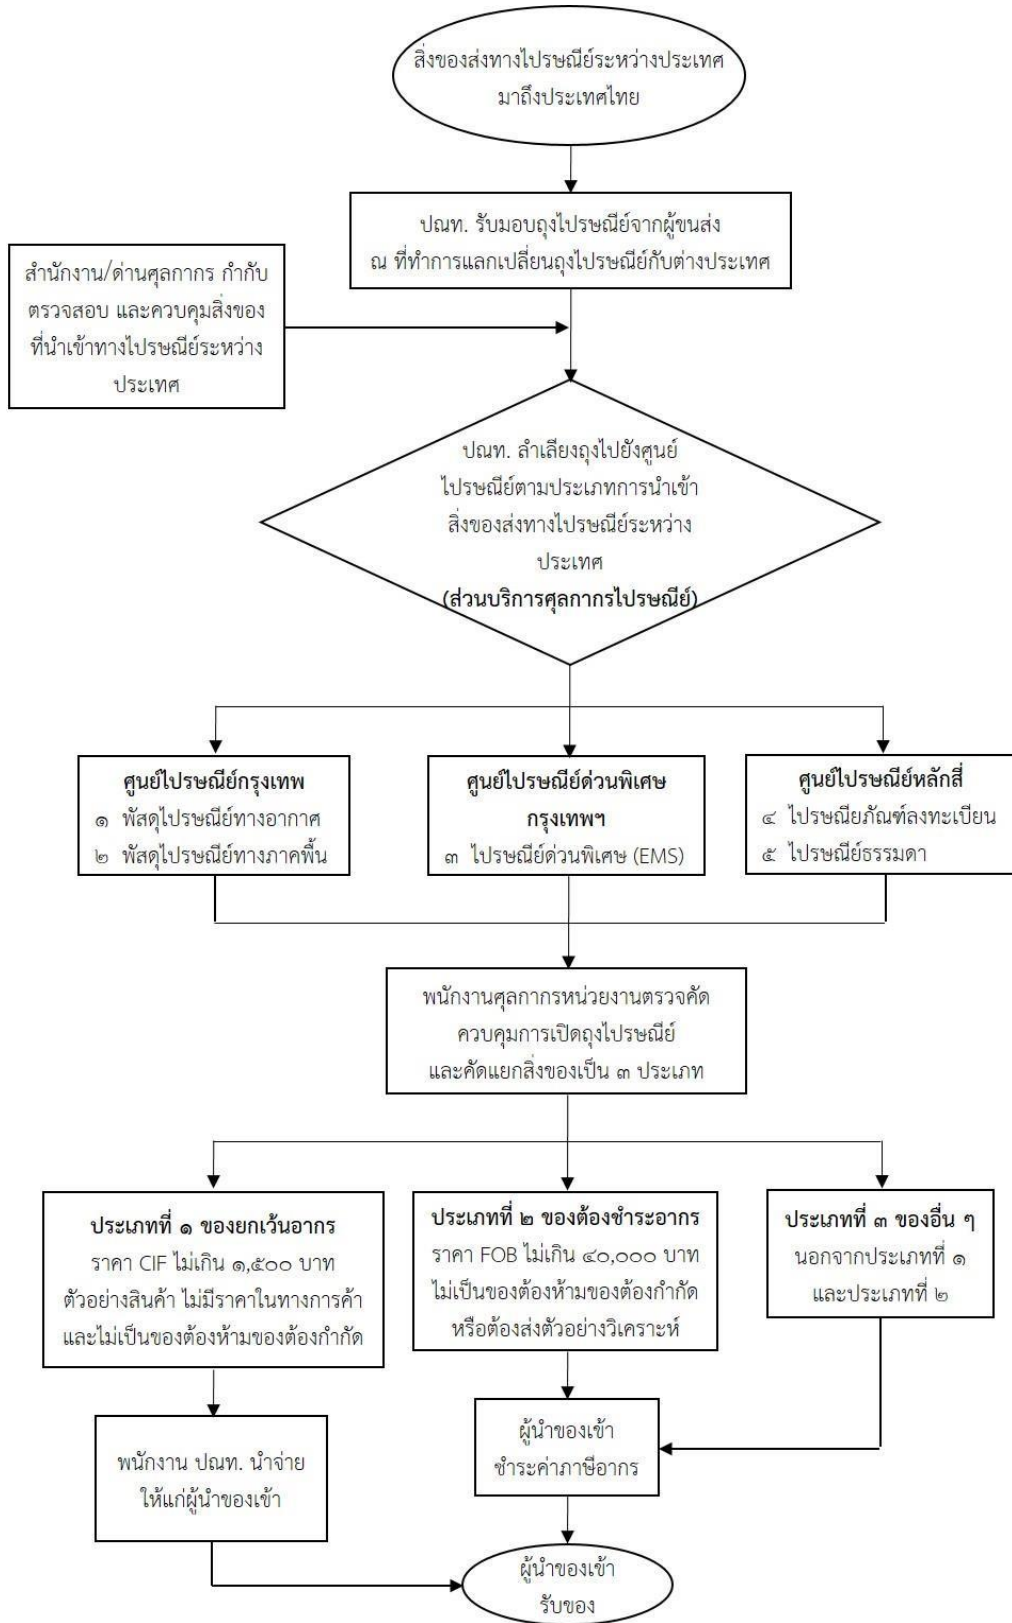 สิ่งของส่งทางไปรษณีย์ระหว่างประเทศ
มาถึงประเทศไทย
ปณท. รับมอบถุงไปรษณีย์จากผู้ขนส่ง
ณ ที่ทำการแลกเปลี่ยนถุงไปรษณีย์กับต่างประเทศ
สำนักงาน/ด่านศุลกากร กำกับ
ตรวจสอบ และควบคุมสิ่งของ
ที่นำเข้าทางไปรษณีย์ระหว่าง
ประเทศ
ปณท. ลำเลียงถุงไปยังศูนย์
ไปรษณีย์ตามประเภทการนำเข้า
สิ่งของส่งทางไปรษณีย์ระหว่าง
ประเทศ
(ส่วนบริการศุลกากรไปรษณีย์)
ศูนย์ไปรษณีย์กรุงเทพ
๑ พัสดุไปรษณีย์ทางอากาศ
๒ พัสดุไปรษณีย์ทางภาคพื้น
ศูนย์ไปรษณีย์ด่วนพิเศษ
กรุงเทพฯ
๓ ไปรษณีย์ด่วนพิเศษ (EMS)
ศูนย์ไปรษณีย์หลักสี่
๔ ไปรษณียภัณฑ์ลงทะเบียน
๕ ไปรษณีย์ธรรมดา
พนักงานศุลกากรหน่วยงานตรวจคัด
ควบคุมการเปิดถุงไปรษณีย์
และคัดแยกสิ่งของเป็น ๓ ประเภท
ประเภทที่ ๑ ของยกเว้นอากร
ราคา CIF ไม่เกิน ๑,๕๐๐ บาท
ตัวอย่างสินค้า ไม่มีราคาในทางการค้า
และไม่เป็นของต้องห้ามของต้องกำกัด
ประเภทที่ ๒ ของต้องชำระอากร
ราคา FOB ไม่เกิน ๔๐,๐๐๐ บาท
ไม่เป็นของต้องห้ามของต้องกำกัด
หรือต้องส่งตัวอย่างวิเคราะห์
ประเภทที่ ๓ ของอื่น ๆ
นอกจากประเภทที่ ๑
และประเภทที่ ๒
พนักงาน ปณท. นำจ่าย
ให้แก่ผู้นำของเข้า
ผู้นำของเข้า
ชำระค่าภาษีอากร
ผู้นำของเข้า
รับของ